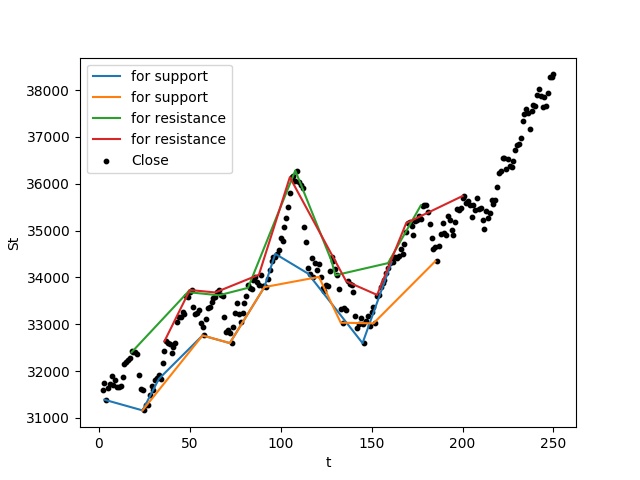 for support
for support
for resistance
for resistance
Close
38000
37000
36000
35000
34000
33000
32000
31000
St
0 50 100 150 200 250
t